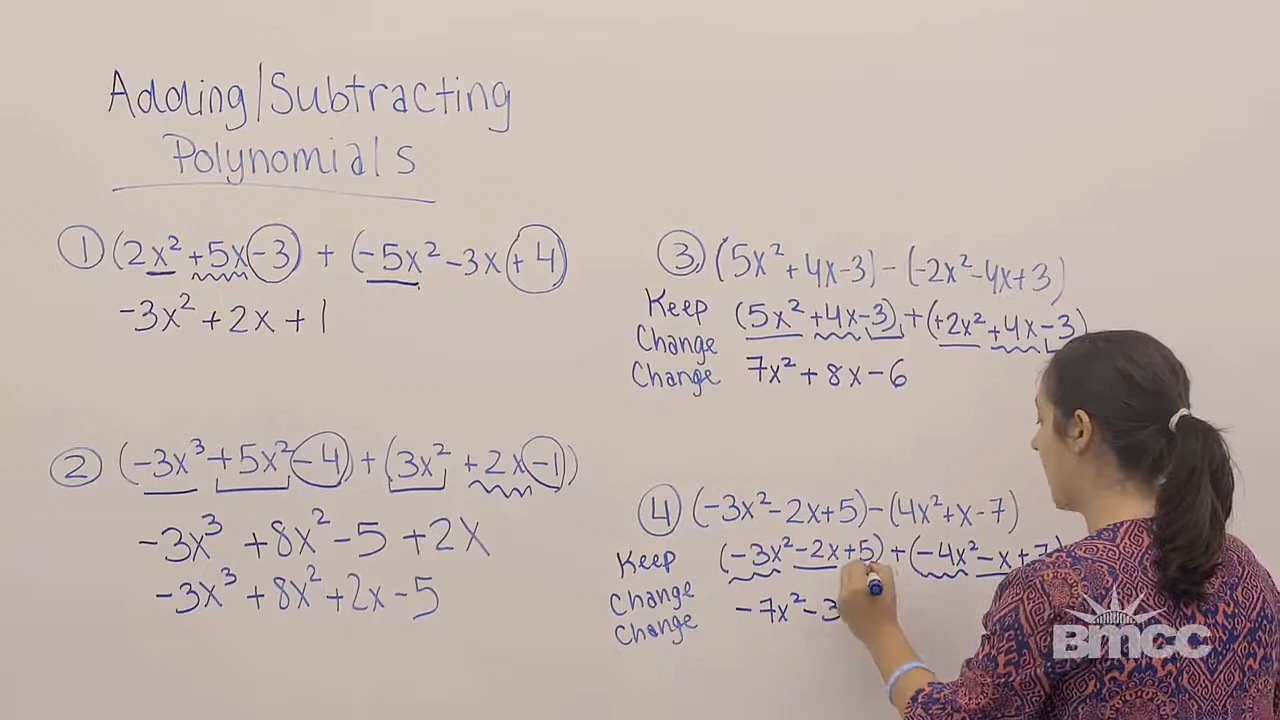 Adding/Subtracting
Polynomials
① (2x² + 5x - 3) + (-5x² - 3x + 4)
-3x² + 2x + 1
② (-3x³ + 5x² - 4) + (3x² + 2x - 1)
-3x³ + 8x² - 5 + 2x
-3x³ + 8x² + 2x - 5
③ (5x² + 4x - 3) - (-2x² - 4x + 3)
Keep (5x² + 4x - 3) + (+2x² + 4x - 3)
Change
Change 7x² + 8x - 6
④ (-3x² - 2x + 5) - (4x² + x - 7)
Keep (-3x² - 2x + 5) + (-4x² - x + 7)
Change -7x² - 3
Change
BMCC